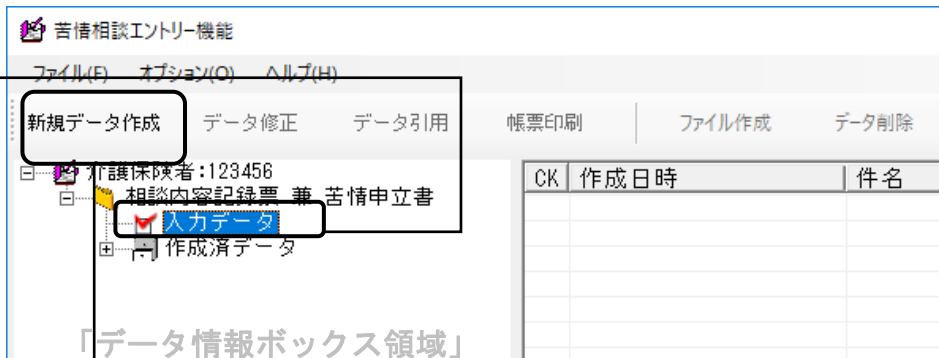 苦情相談エントリー機能
ファイル(F) オプション(O) ヘルプ(H)
新規データ作成 データ修正 データ引用 帳票印刷 ファイル作成 データ削除
介護保険者:123456
相談内容記録票 兼 苦情申立書
入力データ
作成済データ
CK 作成日時 件名
「データ情報ボックス領域」